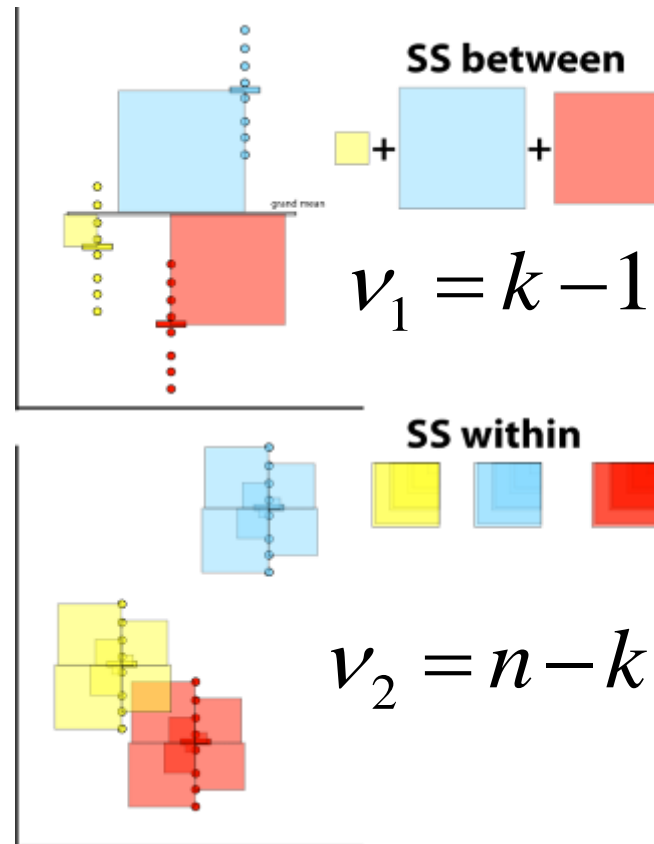 SS between
+ +
grand mean
ν₁ = k − 1
SS within
ν₂ = n − k